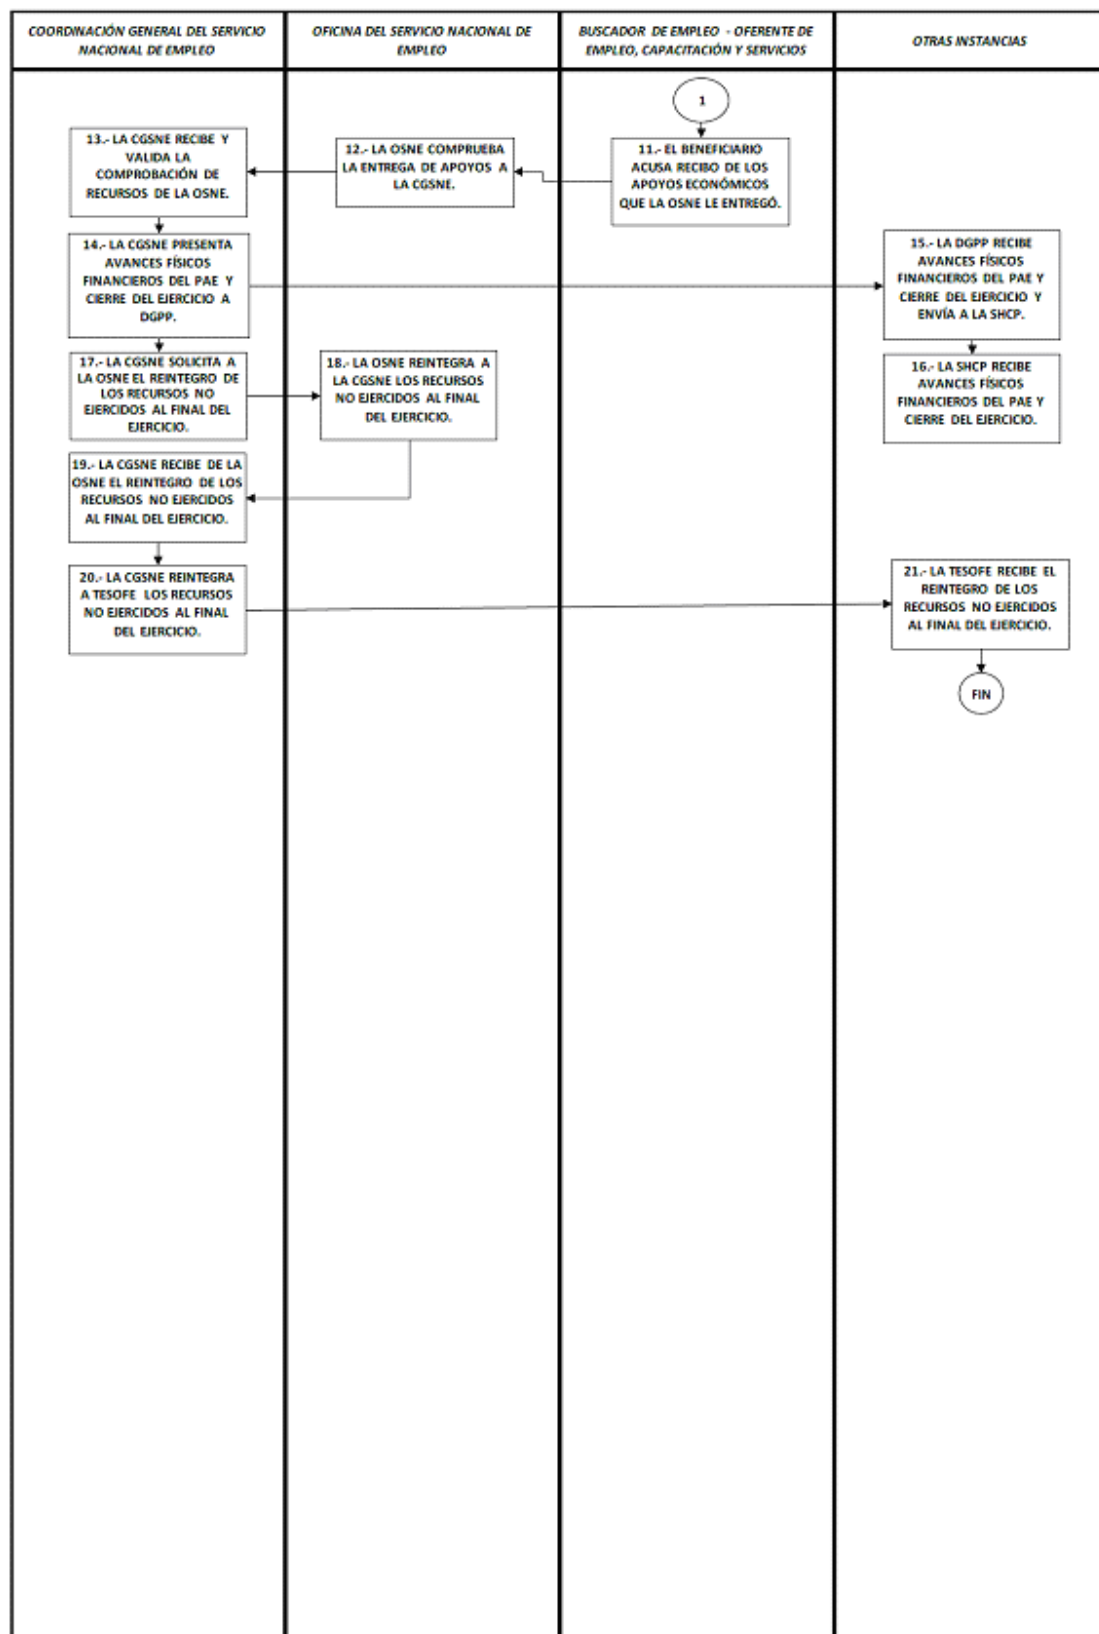 COORDINACIÓN GENERAL DEL SERVICIO
NACIONAL DE EMPLEO
OFICINA DEL SERVICIO NACIONAL DE
EMPLEO
BUSCADOR DE EMPLEO - OFERENTE DE
EMPLEO, CAPACITACIÓN Y SERVICIOS
OTRAS INSTANCIAS
1
11.- EL BENEFICIARIO
ACUSA RECIBO DE LOS
APOYOS ECONÓMICOS
QUE LA OSNE LE ENTREGÓ.
12.- LA OSNE COMPRUEBA
LA ENTREGA DE APOYOS A
LA CGSNE.
13.- LA CGSNE RECIBE Y
VALIDA LA
COMPROBACIÓN DE
RECURSOS DE LA OSNE.
14.- LA CGSNE PRESENTA
AVANCES FÍSICOS
FINANCIEROS DEL PAE Y
CIERRE DEL EJERCICIO A
DGPP.
15.- LA DGPP RECIBE
AVANCES FÍSICOS
FINANCIEROS DEL PAE Y
CIERRE DEL EJERCICIO Y
ENVÍA A LA SHCP.
16.- LA SHCP RECIBE
AVANCES FÍSICOS
FINANCIEROS DEL PAE Y
CIERRE DEL EJERCICIO.
17.- LA CGSNE SOLICITA A
LA OSNE EL REINTEGRO DE
LOS RECURSOS NO
EJERCIDOS AL FINAL DEL
EJERCICIO.
18.- LA OSNE REINTEGRA A
LA CGSNE LOS RECURSOS
NO EJERCIDOS AL FINAL
DEL EJERCICIO.
19.- LA CGSNE RECIBE DE LA
OSNE EL REINTEGRO DE LOS
RECURSOS NO EJERCIDOS
AL FINAL DEL EJERCICIO.
20.- LA CGSNE REINTEGRA
A TESOFE LOS RECURSOS
NO EJERCIDOS AL FINAL
DEL EJERCICIO.
21.- LA TESOFE RECIBE EL
REINTEGRO DE LOS
RECURSOS NO EJERCIDOS
AL FINAL DEL EJERCICIO.
FIN